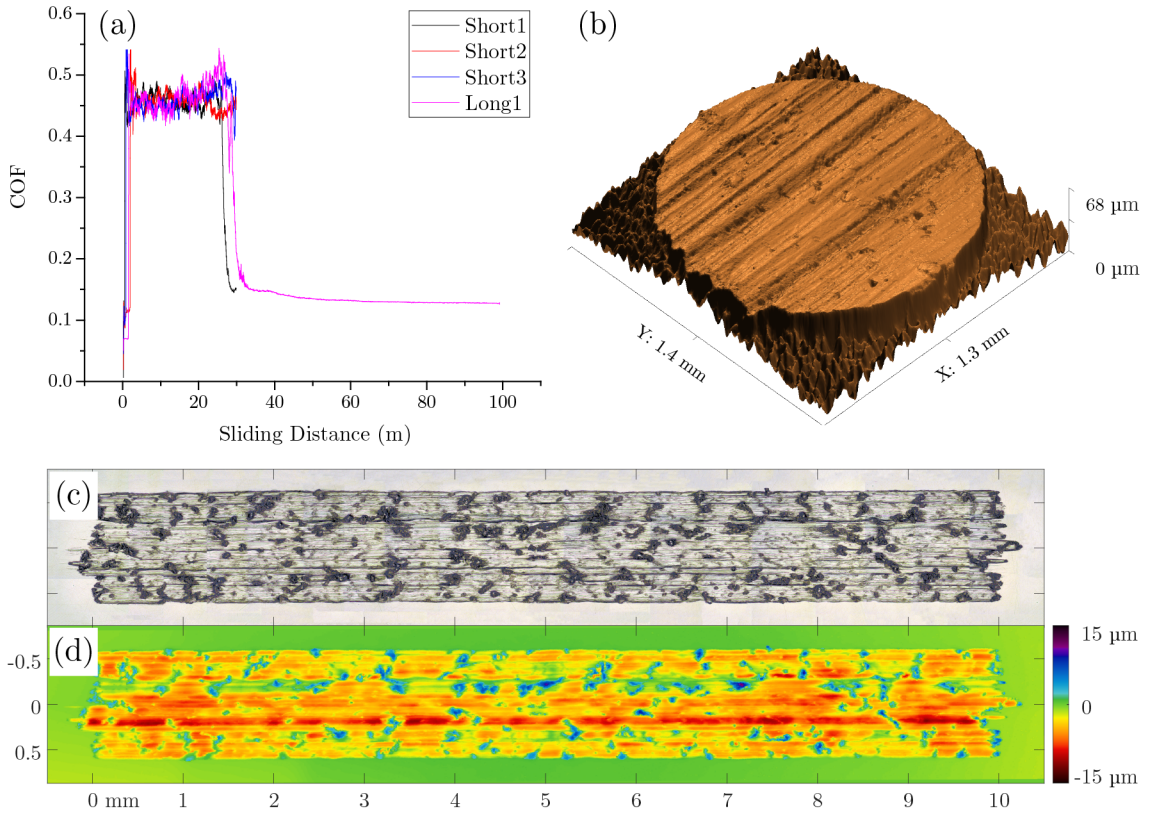 (a)
COF
0.6
0.5
0.4
0.3
0.2
0.1
0.0
0 20 40 60 80 100
Sliding Distance (m)
Short1
Short2
Short3
Long1
(b)
68 µm
0 µm
Y: 1.4 mm
X: 1.3 mm
(c)
(d)
-0.5
0
0.5
0 mm 1 2 3 4 5 6 7 8 9 10
15 µm
0
-15 µm